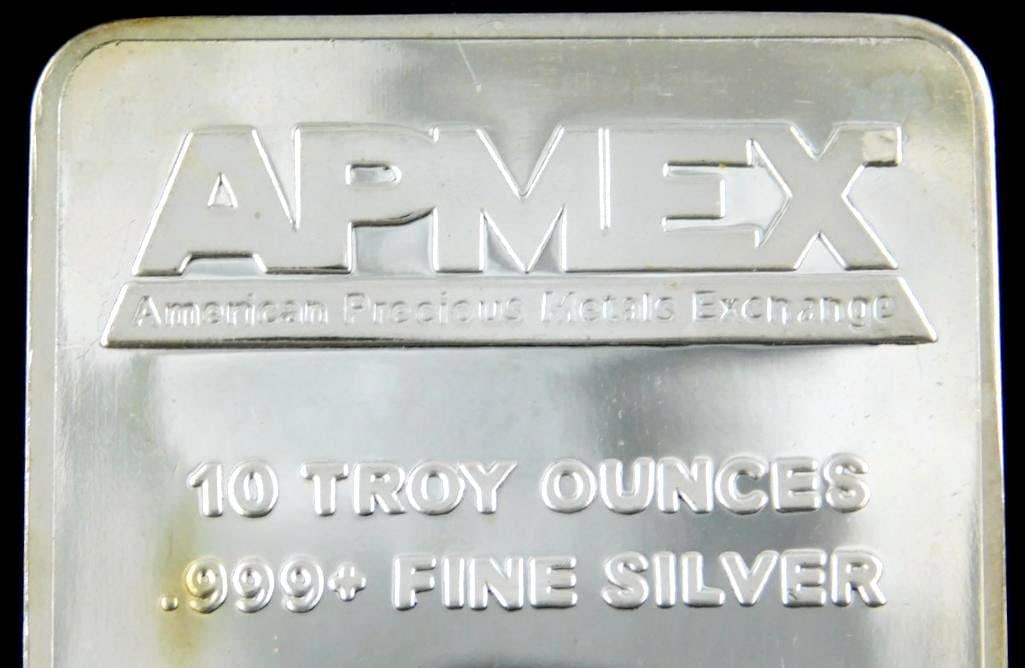 APMEX
American Precious Metals Exchange
10 TROY OUNCES
.999+ FINE SILVER